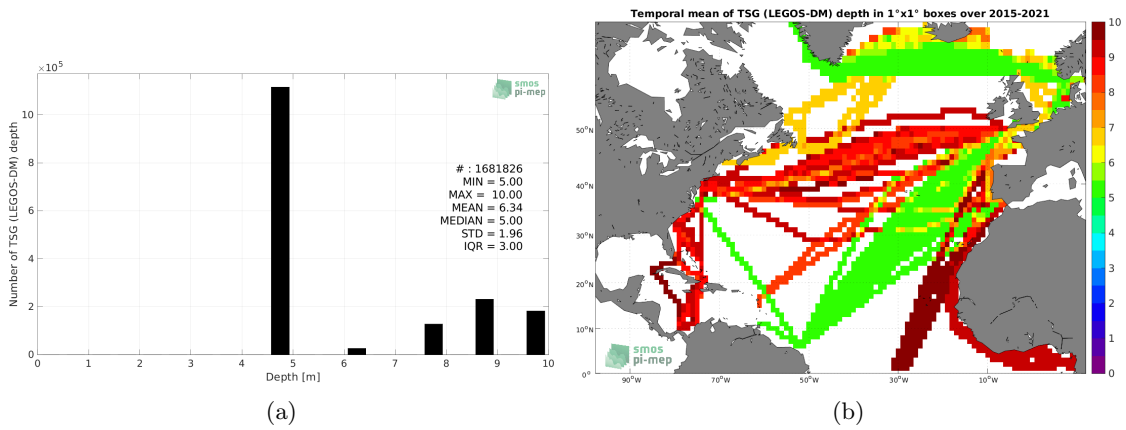 ×10⁵
10
8
6
4
2
0
Number of TSG (LEGOS-DM) depth
smos
pi-mep
# : 1681826
MIN = 5.00
MAX = 10.00
MEAN = 6.34
MEDIAN = 5.00
STD = 1.96
IQR = 3.00
0 1 2 3 4 5 6 7 8 9 10
Depth [m]
(a)
Temporal mean of TSG (LEGOS-DM) depth in 1°x1° boxes over 2015-2021
50°N
40°N
30°N
20°N
10°N
0°
90°W 70°W 50°W 30°W 10°W
smos
pi-mep
10
9
8
7
6
5
4
3
2
1
0
(b)